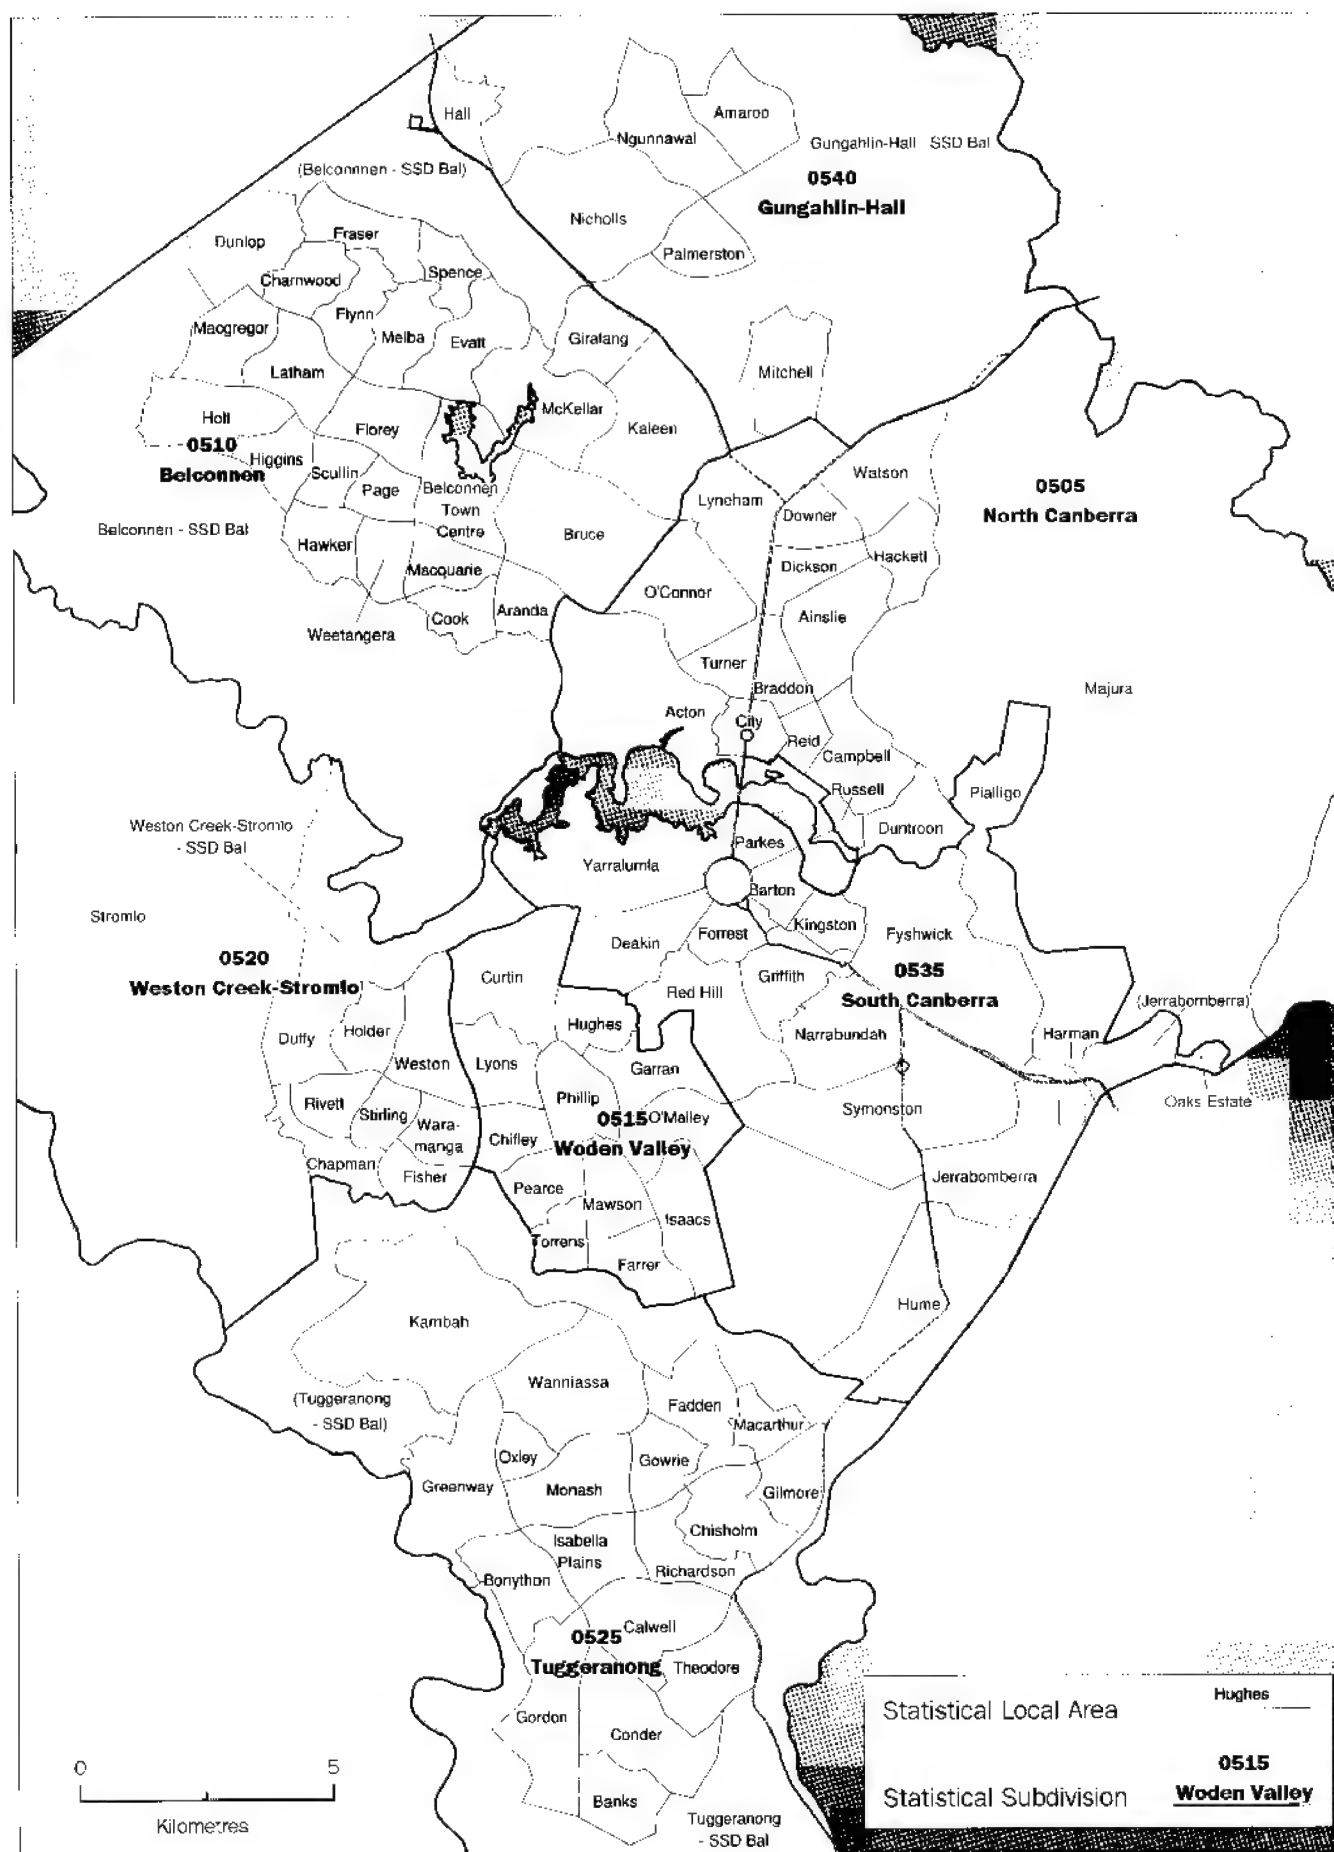 Hall
Amaroo
Ngunnawal
Gungahlin-Hall SSD Bal
(Belconnnen - SSD Bal)
0540
Gungahlin-Hall
Nicholls
Palmerston
Dunlop
Fraser
Charnwood
Spence
Macgregor
Flynn
Melba
Evatt
Giralang
Latham
Mitchell
Holt
McKellar
Florey
Kaleen
0510
Belconnen
Higgins
Scullin
Page
Belconnen
Town
Centre
Lyneham
Watson
0505
North Canberra
Downer
Belconnen - SSD Bal
Hawker
Bruce
Hackett
Macquarie
Dickson
O'Connor
Cook
Aranda
Ainslie
Weetangera
Turner
Braddon
Majura
Acton
City
Reid
Campbell
Russell
Pialligo
Weston Creek-Stromlo
- SSD Bal
Duntroon
Parkes
Yarralumla
Barton
Stromlo
Kingston
Forrest
Fyshwick
Deakin
0520
Weston Creek-Stromlo
Curtin
Griffith
0535
South Canberra
Red Hill
(Jerrabomberra)
Hughes
Duffy
Holder
Narrabundah
Harman
Weston
Lyons
Garran
Rivett
Stirling
Phillip
Symonston
Oaks Estate
Wara-
manga
0515
Woden Valley
O'Malley
Chifley
Chapman
Fisher
Pearce
Jerrabomberra
Mawson
Isaacs
Torrens
Farrer
Hume
Kambah
Wanniassa
(Tuggeranong
- SSD Bal)
Fadden
Macarthur
Oxley
Gowrie
Greenway
Monash
Gilmore
Chisholm
Isabella
Plains
Bonython
Richardson
0525
Tuggeranong
Calwell
Theodore
Gordon
Conder
Banks
Tuggeranong
- SSD Bal
0
5
Kilometres
Statistical Local Area
Hughes
Statistical Subdivision
0515
Woden Valley